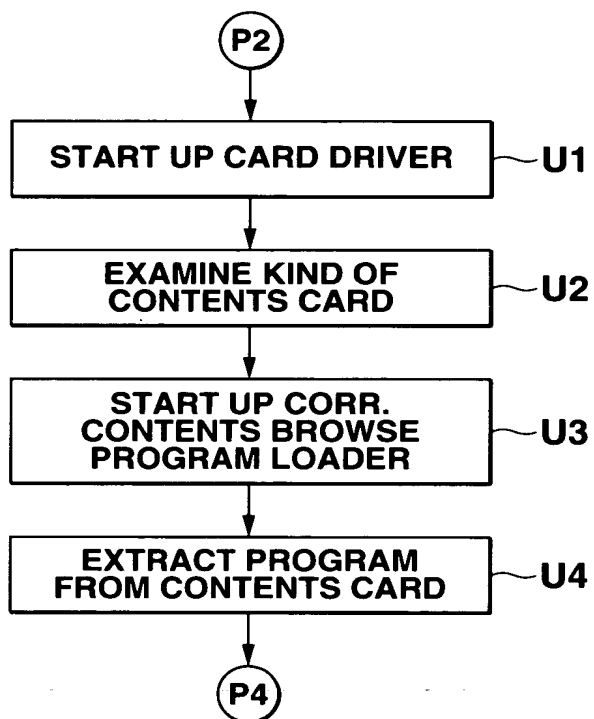 P2
START UP CARD DRIVER
U1
EXAMINE KIND OF
CONTENTS CARD
U2
START UP CORR.
CONTENTS BROWSE
PROGRAM LOADER
U3
EXTRACT PROGRAM
FROM CONTENTS CARD
U4
P4